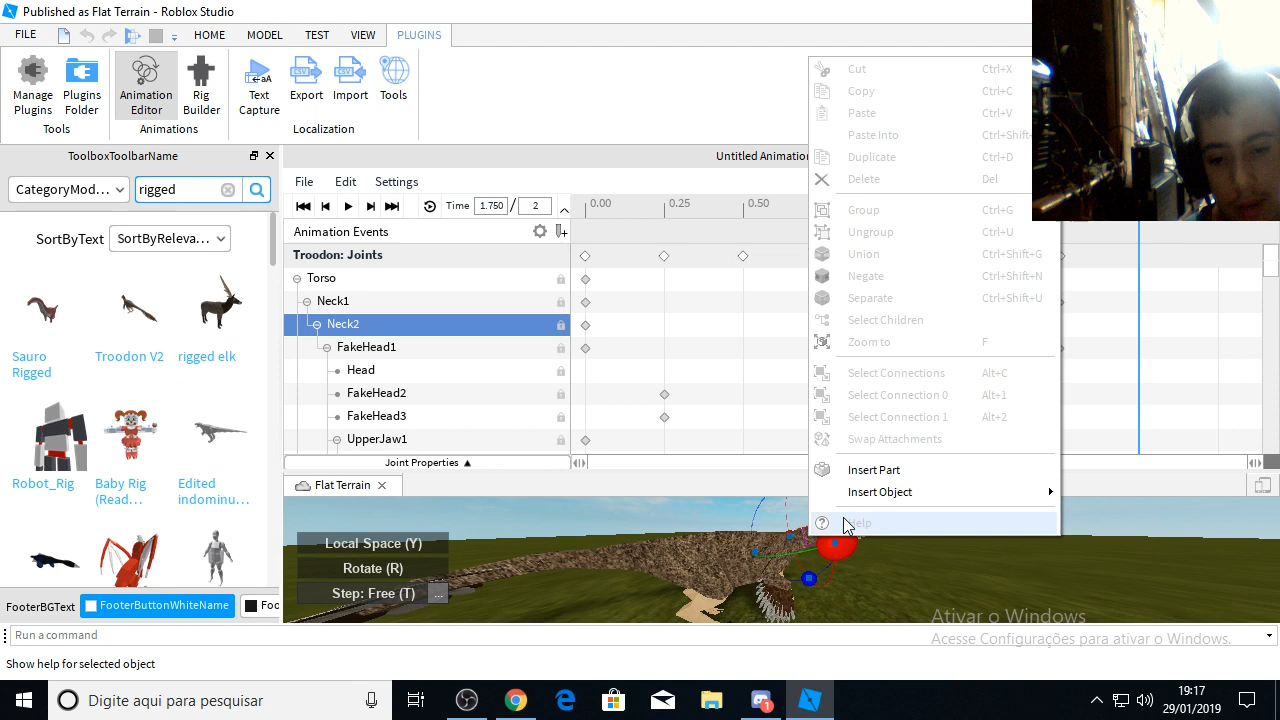 Published as Flat Terrain - Roblox Studio
FILE HOME MODEL TEST VIEW PLUGINS
Manage Plugins
Plugins Folder
Tools
Animation Editor
Rig Builder
Animations
Text Capture
Export
Import
Tools
Localization
ToolboxToolbarName
CategoryMod...
rigged
SortByText SortByReleva...
Sauro Rigged
Troodon V2
rigged elk
Robot_Rig
Baby Rig (Read...
Edited indominu...
FooterBGText FooterButtonWhiteName Foo
Untitled Animatio
File Edit Settings
Time 1.750 / 2
0.00 0.25 0.50
Animation Events
Troodon: Joints
Torso
Neck1
Neck2
FakeHead1
Head
FakeHead2
FakeHead3
UpperJaw1
Joint Properties ▲
Flat Terrain
Local Space (Y)
Rotate (R)
Step: Free (T) ...
Cut Ctrl+X
Copy Ctrl+C
Paste Ctrl+V
Paste Into Ctrl+Shift-
Duplicate Ctrl+D
Delete Del
Group Ctrl+G
Ungroup Ctrl+U
Union Ctrl+Shift+G
Negate Ctrl+Shift+N
Separate Ctrl+Shift+U
Select Children
Zoom to F
Select Connections Alt+C
Select Connection 0 Alt+1
Select Connection 1 Alt+2
Swap Attachments
Insert Part
Insert Object
Help
Ativar o Windows
Acesse Configurações para ativar o Windows.
Run a command
Show help for selected object
Digite aqui para pesquisar
1
19:17
29/01/2019